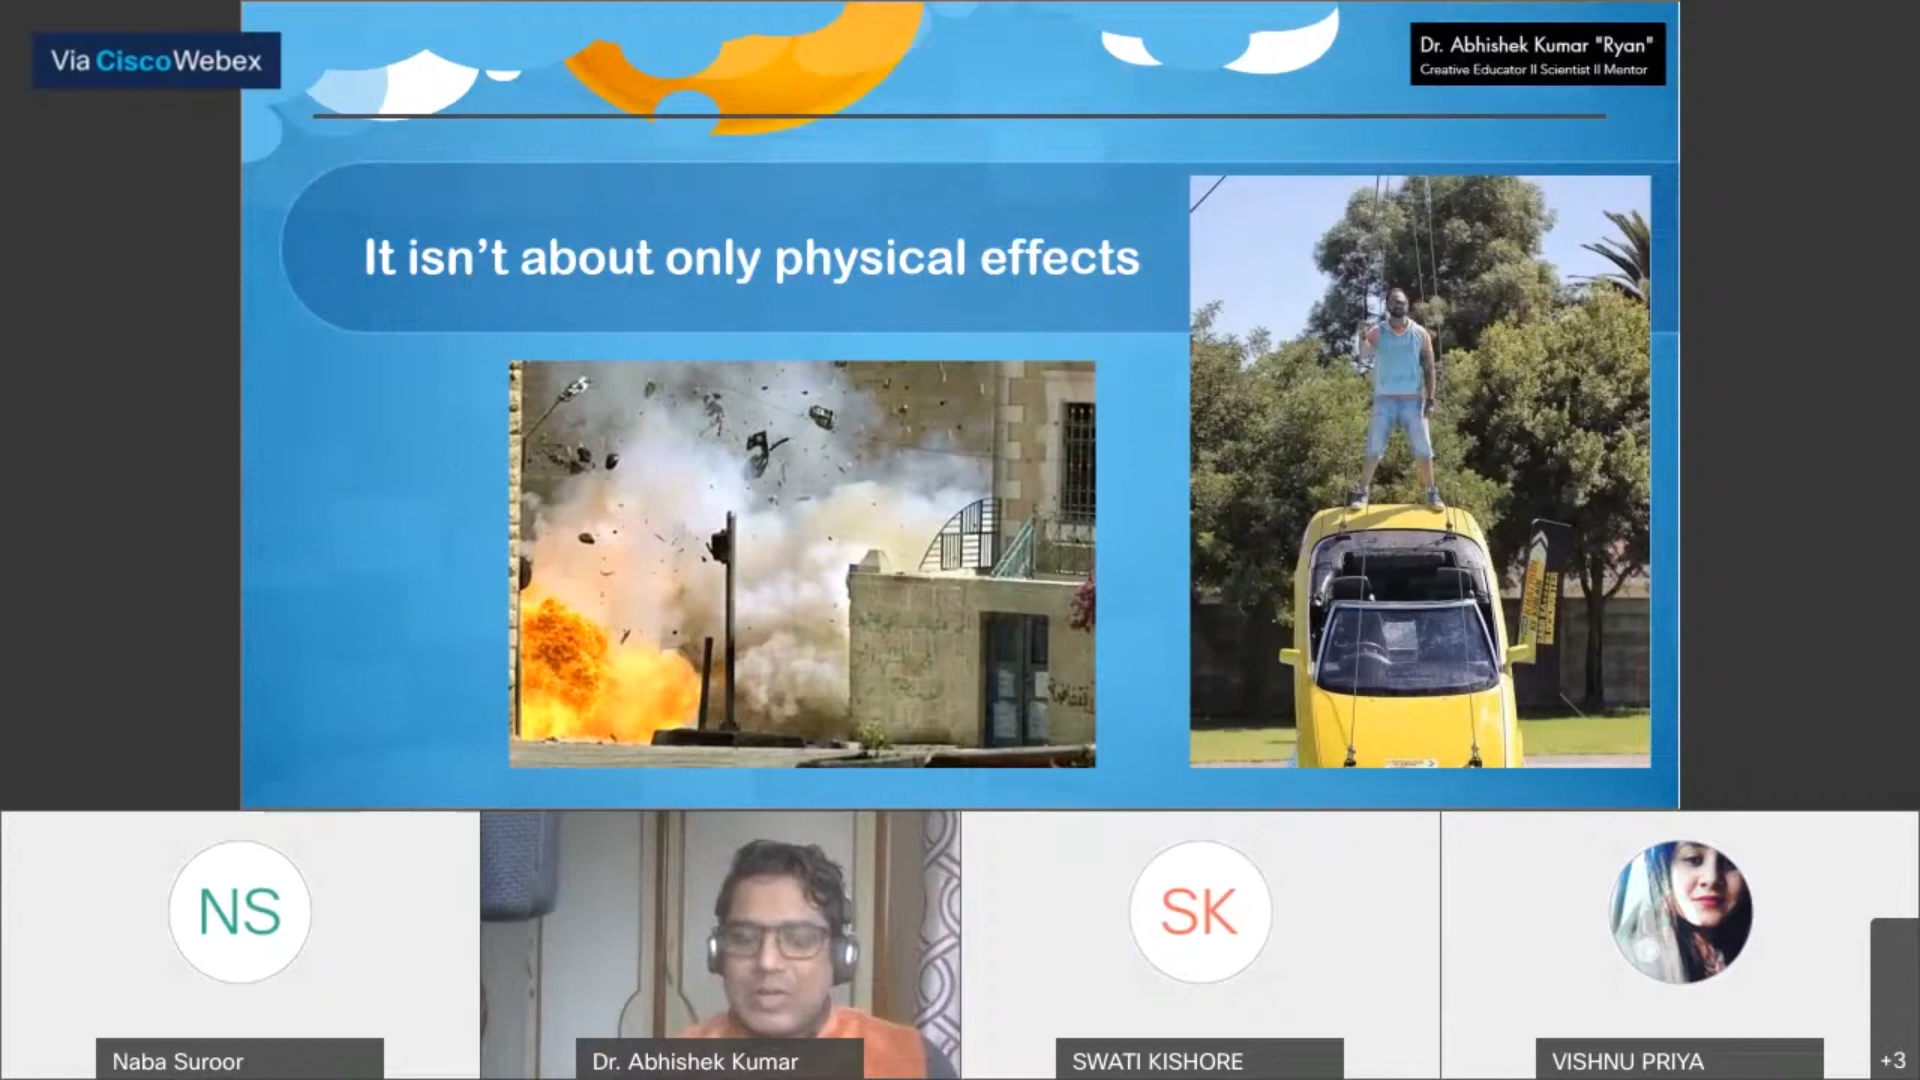 Via CiscoWebex
Dr. Abhishek Kumar "Ryan"
Creative Educator II Scientist II Mentor
It isn't about only physical effects
NS
SK
Naba Suroor
Dr. Abhishek Kumar
SWATI KISHORE
VISHNU PRIYA
+3